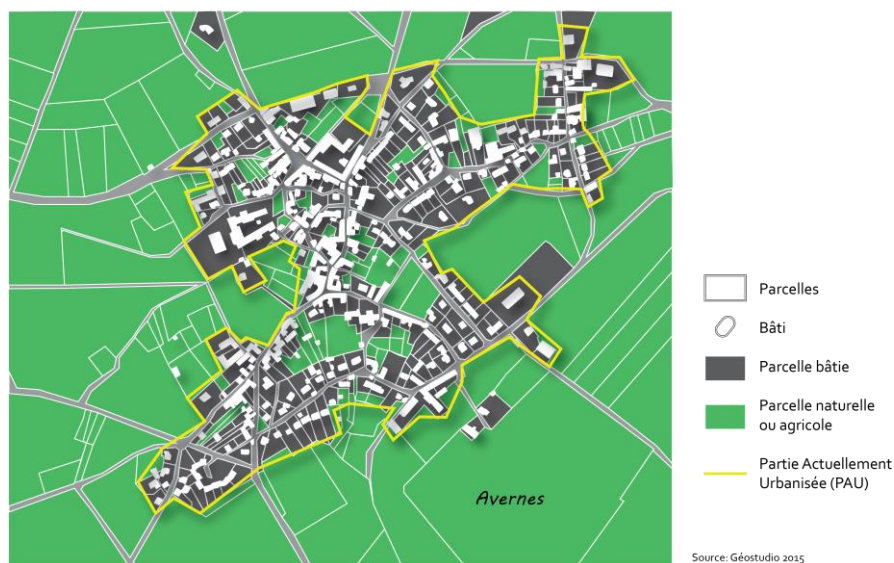 Parcelles
Bâti
Parcelle bâtie
Parcelle naturelle
ou agricole
Partie Actuellement
Urbanisée (PAU)
Avernes
Source: Géostudio 2015